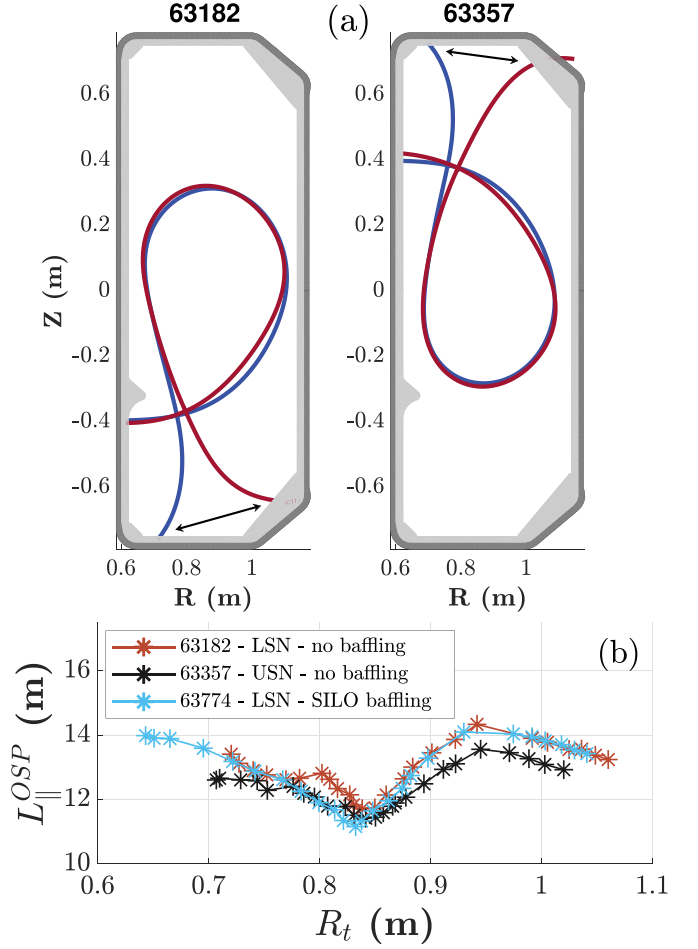 63182 (a) 63357
0.6
0.4
0.2
0
-0.2
-0.4
-0.6
Z (m)
0.6 0.8 1
R (m)
0.6
0.4
0.2
0
-0.2
-0.4
-0.6
0.6 0.8 1
R (m)
63182 - LSN - no baffling
63357 - USN - no baffling
63774 - LSN - SILO baffling
(b)
16
14
12
10
L∥^OSP (m)
0.6 0.7 0.8 0.9 1 1.1
R_t (m)